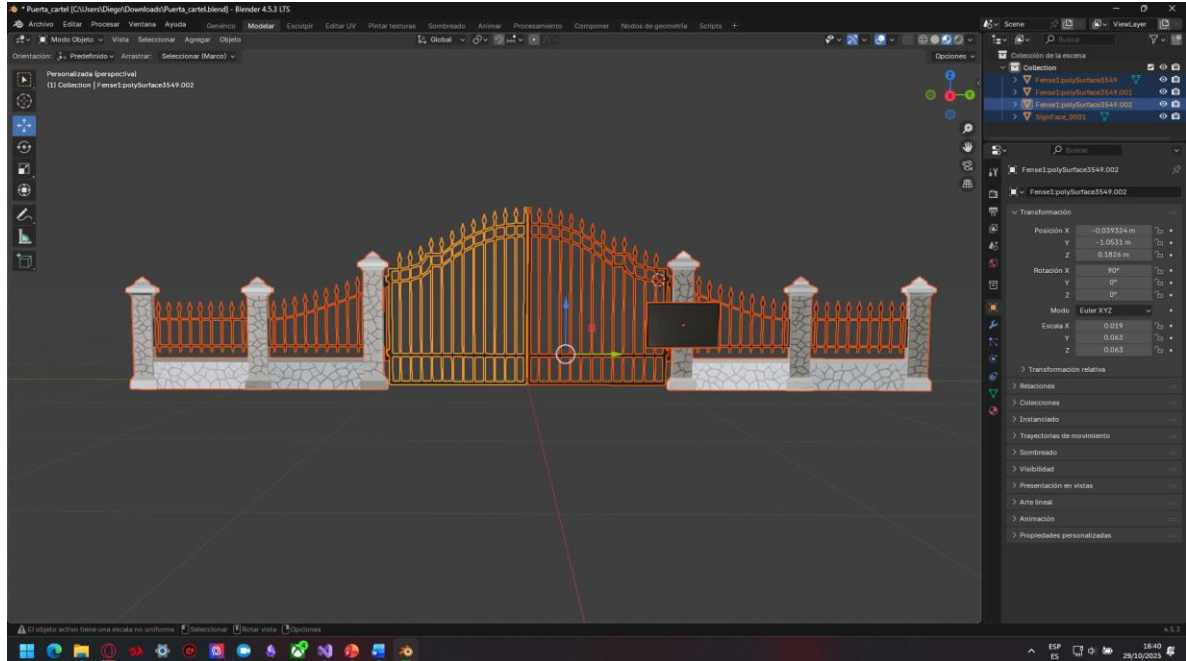 * Puerta_cartel [C:\Users\Diego\Downloads\Puerta_cartel.blend] - Blender 4.5.3 LTS
Archivo Editar Procesar Ventana Ayuda Genérico Modelar Esculpir Editar UV Pintar texturas Sombreado Animar Procesamiento Componer Nodos de geometría Scripts + Scene ViewLayer
Modo Objeto Vista Seleccionar Agregar Objeto Global Buscar
Orientación: Predefinido Arrastrar: Seleccionar (Marco) Opciones
Colección de la escena
Collection
Fense1:polySurface3549
Fense1:polySurface3549.001
Fense1:polySurface3549.002
SignFace_0001
Personalizada (perspectiva)
(1) Collection | Fense1:polySurface3549.002
Z
Y
Buscar
Fense1:polySurface3549.002
Fense1:polySurface3549.002
Transformación
Posición X -0.039324 m
Y -1.0531 m
Z 0.1826 m
Rotación X 90°
Y 0°
Z 0°
Modo Euler XYZ
Escala X 0.019
Y 0.063
Z 0.063
Transformación relativa
Relaciones
Colecciones
Instanciado
Trayectorias de movimiento
Sombreado
Visibilidad
Presentación en vistas
Arte lineal
Animación
Propiedades personalizadas
El objeto activo tiene una escala no uniforme Seleccionar Rotar vista Opciones 4.5.3
ESP
ES
16:40
29/10/2025